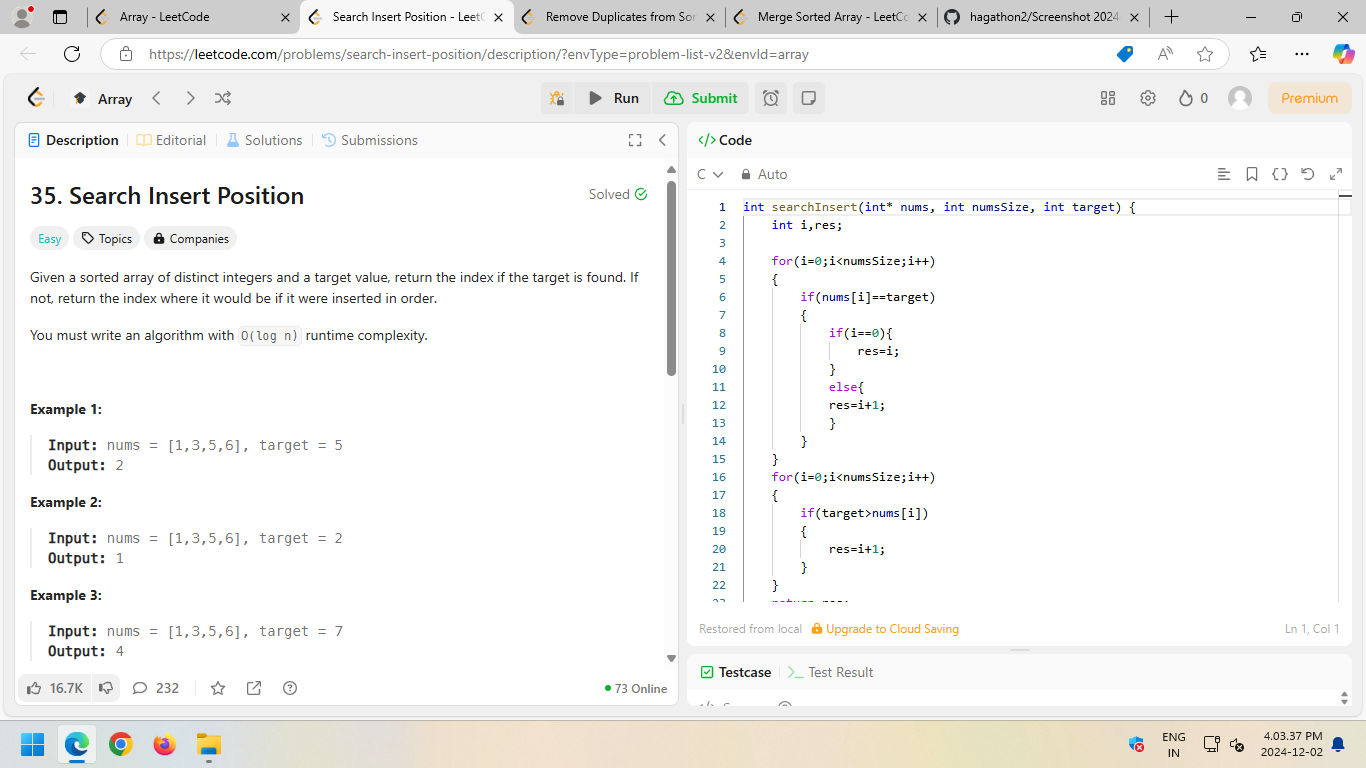 Array - LeetCode
Search Insert Position - LeetC
Remove Duplicates from Sor
Merge Sorted Array - LeetCo
hagathon2/Screenshot 2024
https://leetcode.com/problems/search-insert-position/description/?envType=problem-list-v2&envId=array
Array
Run
Submit
0
Premium
Description
Editorial
Solutions
Submissions
35. Search Insert Position
Solved
Easy
Topics
Companies
Given a sorted array of distinct integers and a target value, return the index if the target is found. If
not, return the index where it would be if it were inserted in order.
You must write an algorithm with O(log n) runtime complexity.
Example 1:
Input: nums = [1,3,5,6], target = 5
Output: 2
Example 2:
Input: nums = [1,3,5,6], target = 2
Output: 1
Example 3:
Input: nums = [1,3,5,6], target = 7
Output: 4
16.7K
232
73 Online
</> Code
C
Auto
1 int searchInsert(int* nums, int numsSize, int target) {
2 int i,res;
3
4 for(i=0;i<numsSize;i++)
5 {
6 if(nums[i]==target)
7 {
8 if(i==0){
9 res=i;
10 }
11 else{
12 res=i+1;
13 }
14 }
15 }
16 for(i=0;i<numsSize;i++)
17 {
18 if(target>nums[i])
19 {
20 res=i+1;
21 }
22 }
23 return res;
Restored from local
Upgrade to Cloud Saving
Ln 1, Col 1
Testcase
>_ Test Result
ENG
IN
4.03.37 PM
2024-12-02